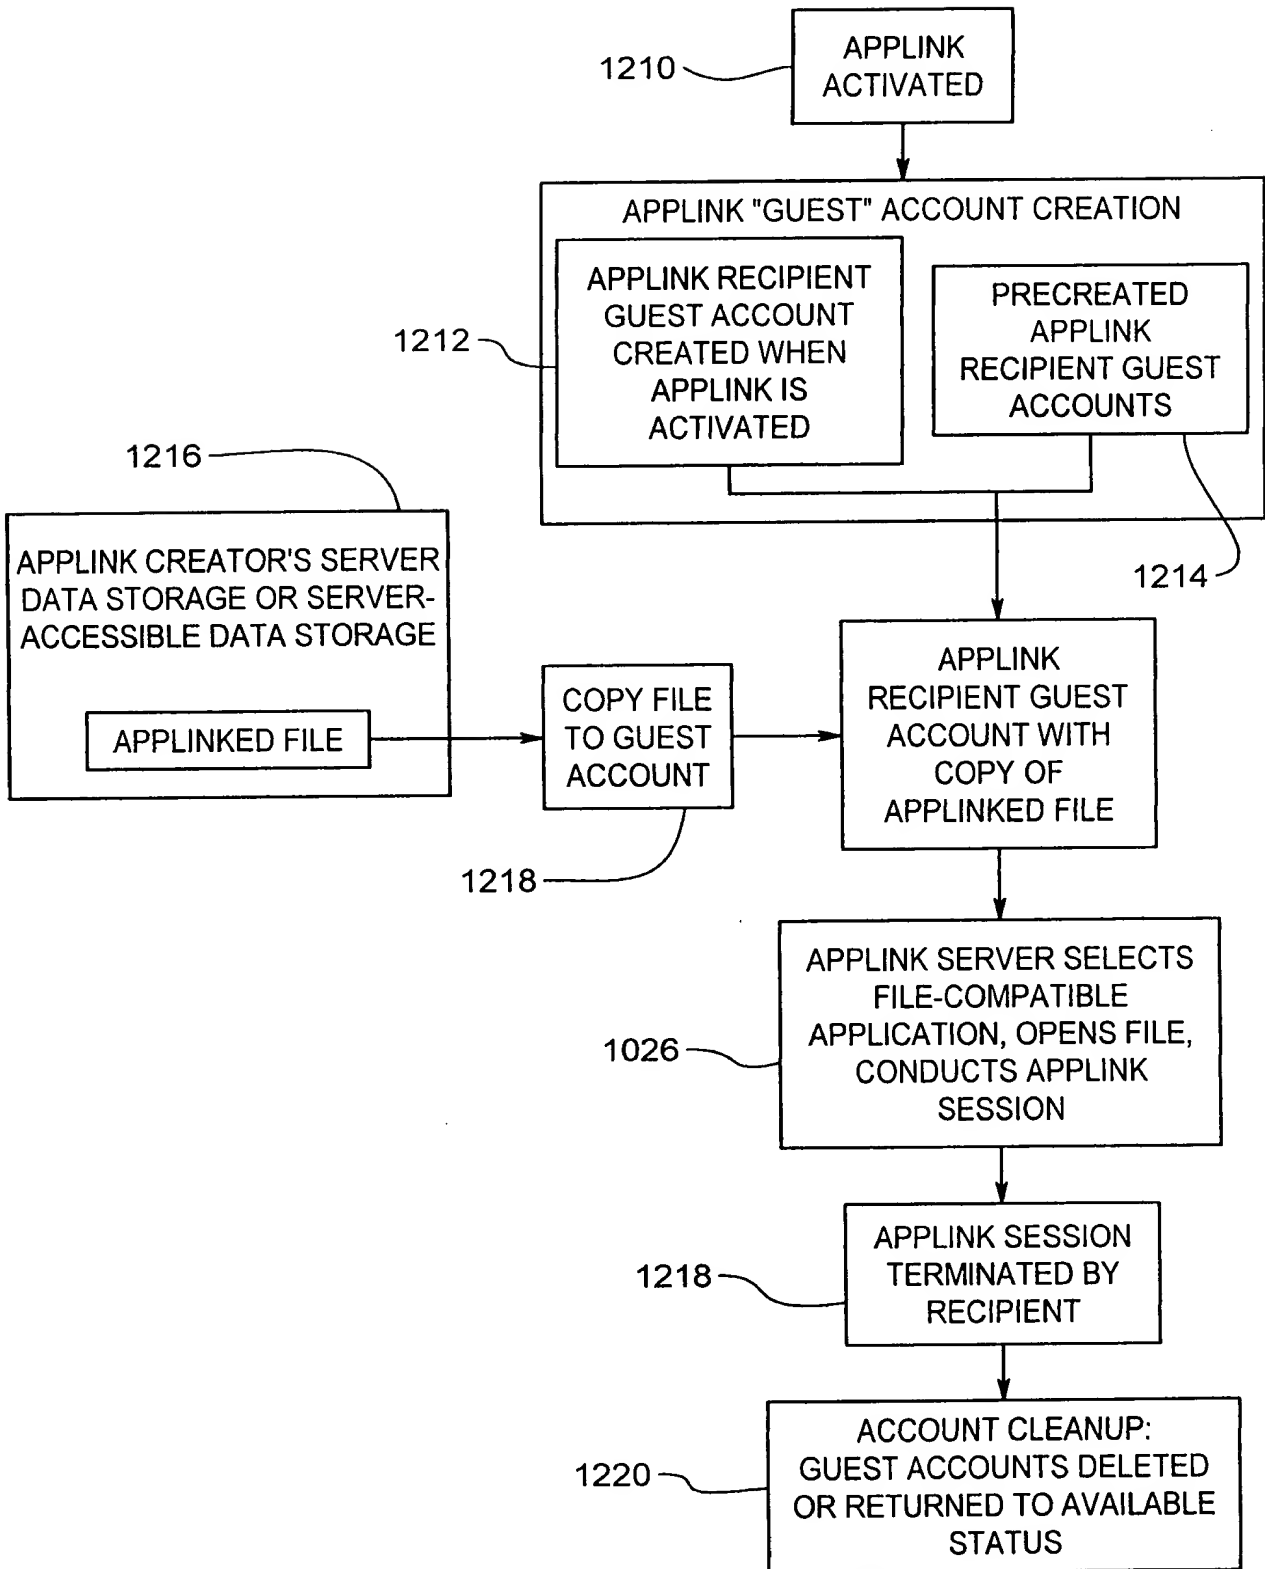 1210
APPLINK
ACTIVATED
APPLINK "GUEST" ACCOUNT CREATION
1212
APPLINK RECIPIENT
GUEST ACCOUNT
CREATED WHEN
APPLINK IS
ACTIVATED
PRECREATED
APPLINK
RECIPIENT GUEST
ACCOUNTS
1214
1216
APPLINK CREATOR'S SERVER
DATA STORAGE OR SERVER-
ACCESSIBLE DATA STORAGE
APPLINKED FILE
COPY FILE
TO GUEST
ACCOUNT
1218
APPLINK
RECIPIENT GUEST
ACCOUNT WITH
COPY OF
APPLINKED FILE
1026
APPLINK SERVER SELECTS
FILE-COMPATIBLE
APPLICATION, OPENS FILE,
CONDUCTS APPLINK
SESSION
1218
APPLINK SESSION
TERMINATED BY
RECIPIENT
1220
ACCOUNT CLEANUP:
GUEST ACCOUNTS DELETED
OR RETURNED TO AVAILABLE
STATUS